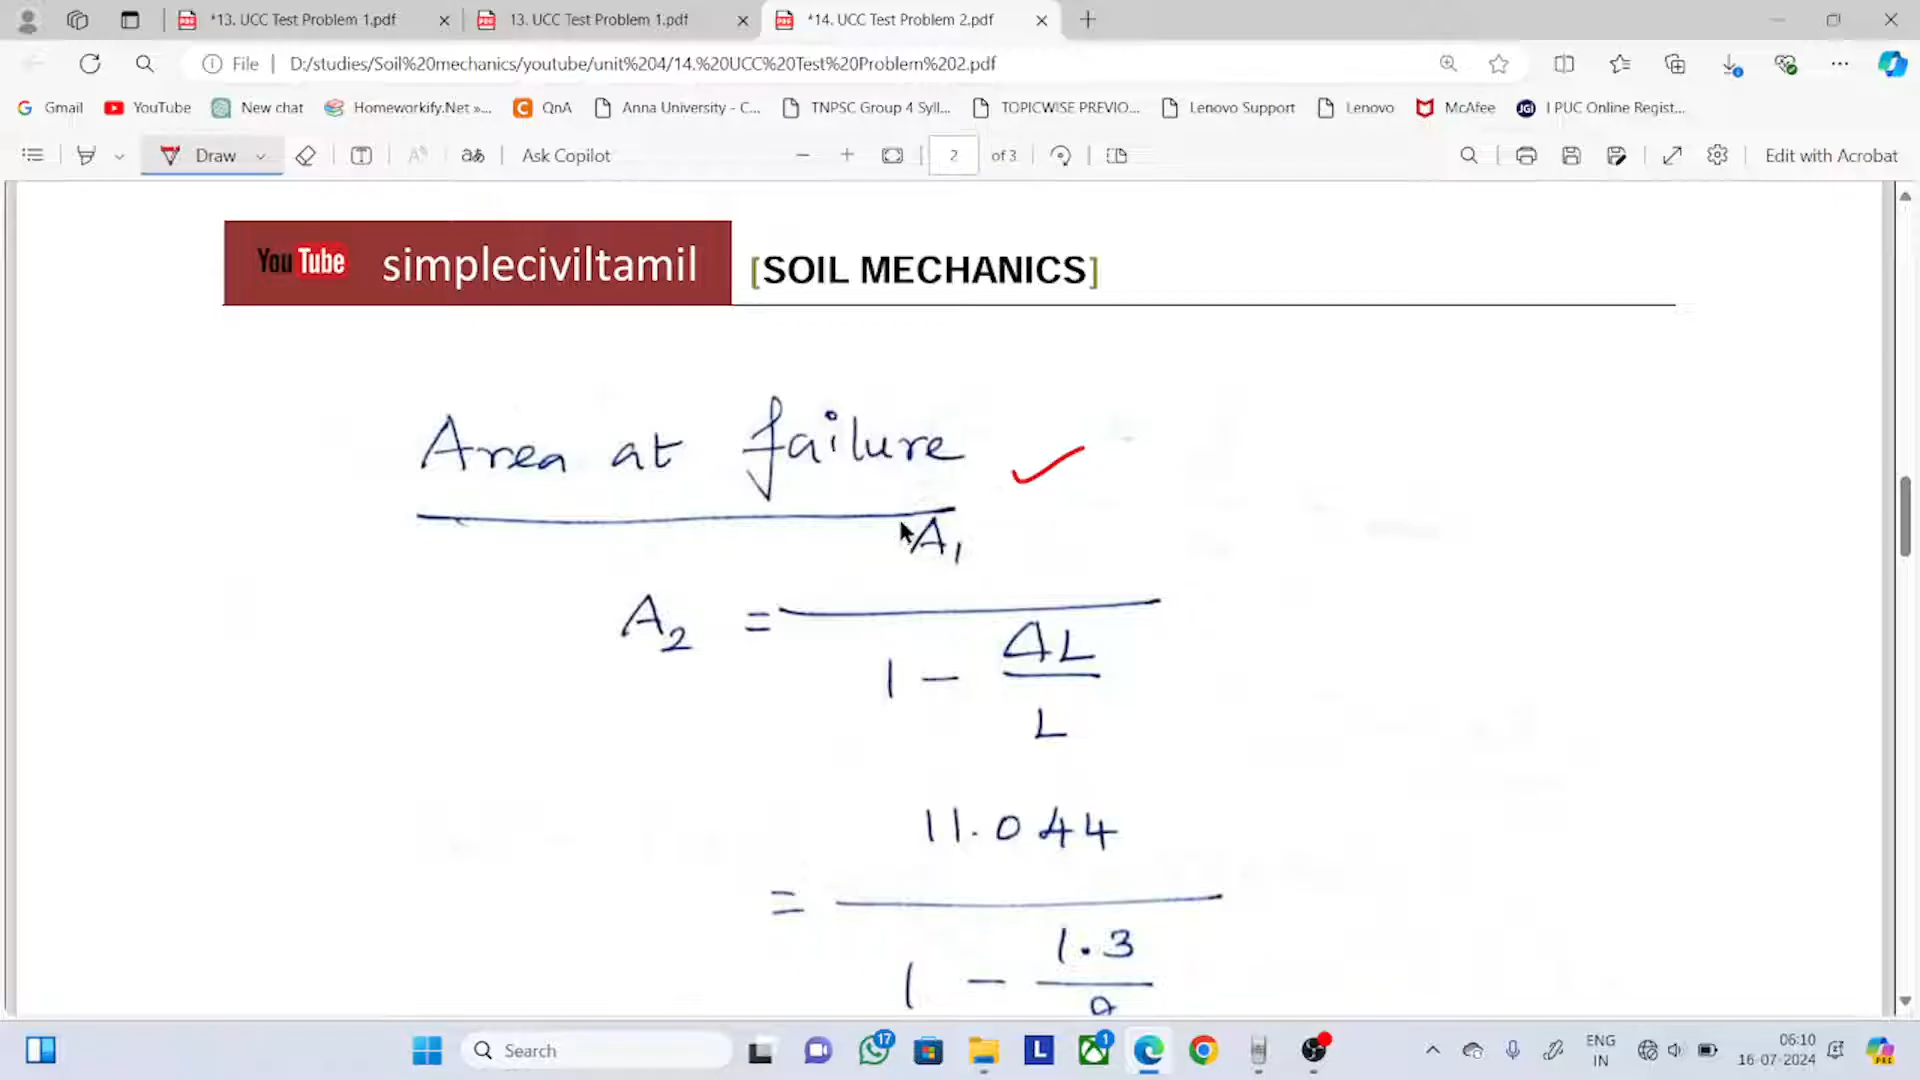 *13. UCC Test Problem 1.pdf
13. UCC Test Problem 1.pdf
*14. UCC Test Problem 2.pdf
File
D:/studies/Soil%20mechanics/youtube/unit%204/14.%20UCC%20Test%20Problem%202.pdf
Gmail
YouTube
New chat
Homeworkify.Net »...
QnA
Anna University - C...
TNPSC Group 4 Syll...
TOPICWISE PREVIO...
Lenovo Support
Lenovo
McAfee
I PUC Online Regist...
Draw
Ask Copilot
2 of 3
Edit with Acrobat
YouTube simpleciviltamil [SOIL MECHANICS]
Area at failure
A₁
A₂ =
1 - ΔL
L
11.044
=
1 - 1.3
Search
17
1
ENG
IN
06:10
16-07-2024